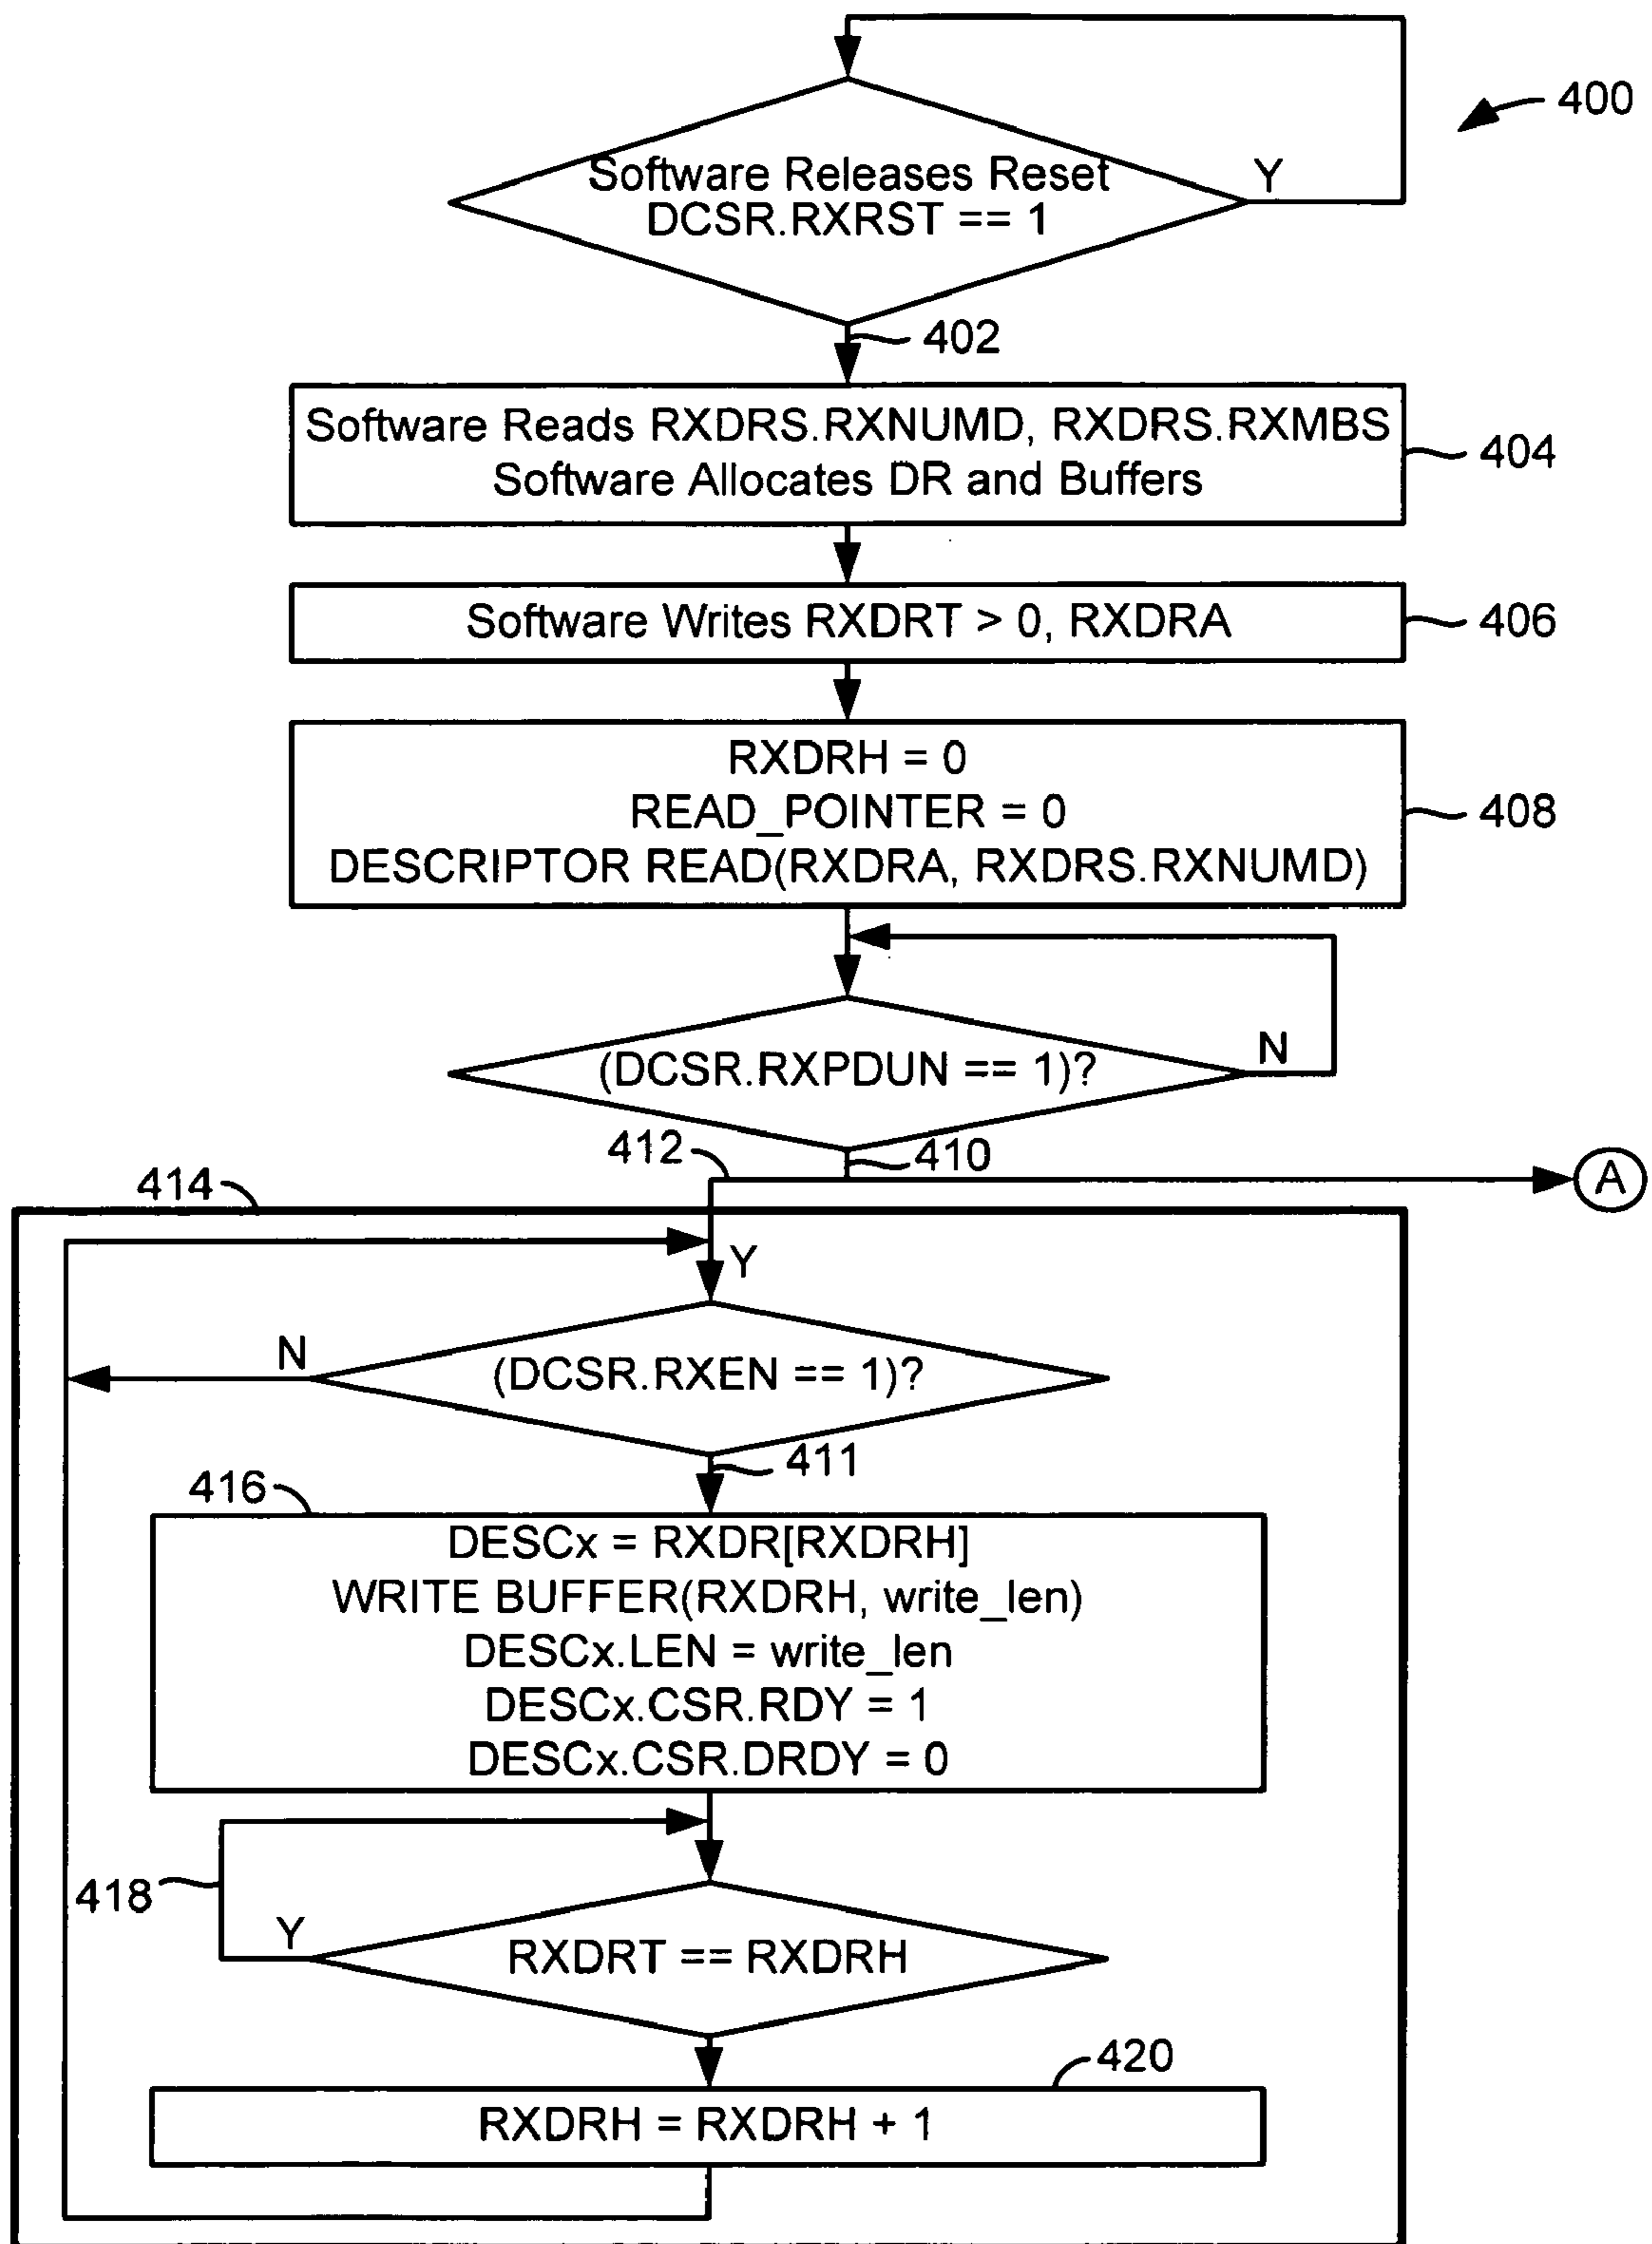 400
Software Releases Reset
DCSR.RXRST == 1
Y
402
Software Reads RXDRS.RXNUMD, RXDRS.RXMBS
Software Allocates DR and Buffers
404
Software Writes RXDRT > 0, RXDRA
406
RXDRH = 0
READ_POINTER = 0
DESCRIPTOR READ(RXDRA, RXDRS.RXNUMD)
408
(DCSR.RXPDUN == 1)?
N
412
410
A
414
Y
N
(DCSR.RXEN == 1)?
411
416
DESCx = RXDR[RXDRH]
WRITE BUFFER(RXDRH, write_len)
DESCx.LEN = write_len
DESCx.CSR.RDY = 1
DESCx.CSR.DRDY = 0
418
Y
RXDRT == RXDRH
420
RXDRH = RXDRH + 1